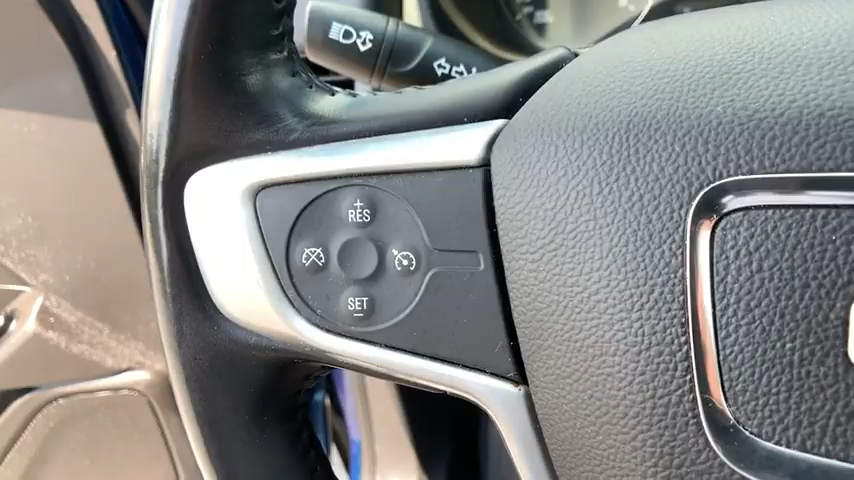 +
RES
SET
–